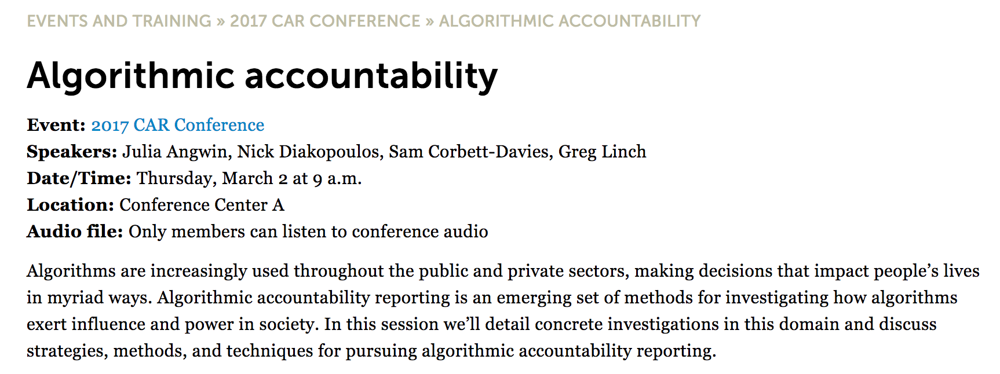 EVENTS AND TRAINING » 2017 CAR CONFERENCE » ALGORITHMIC ACCOUNTABILITY
Algorithmic accountability
Event: 2017 CAR Conference
Speakers: Julia Angwin, Nick Diakopoulos, Sam Corbett-Davies, Greg Linch
Date/Time: Thursday, March 2 at 9 a.m.
Location: Conference Center A
Audio file: Only members can listen to conference audio
Algorithms are increasingly used throughout the public and private sectors, making decisions that impact people’s lives
in myriad ways. Algorithmic accountability reporting is an emerging set of methods for investigating how algorithms
exert influence and power in society. In this session we’ll detail concrete investigations in this domain and discuss
strategies, methods, and techniques for pursuing algorithmic accountability reporting.